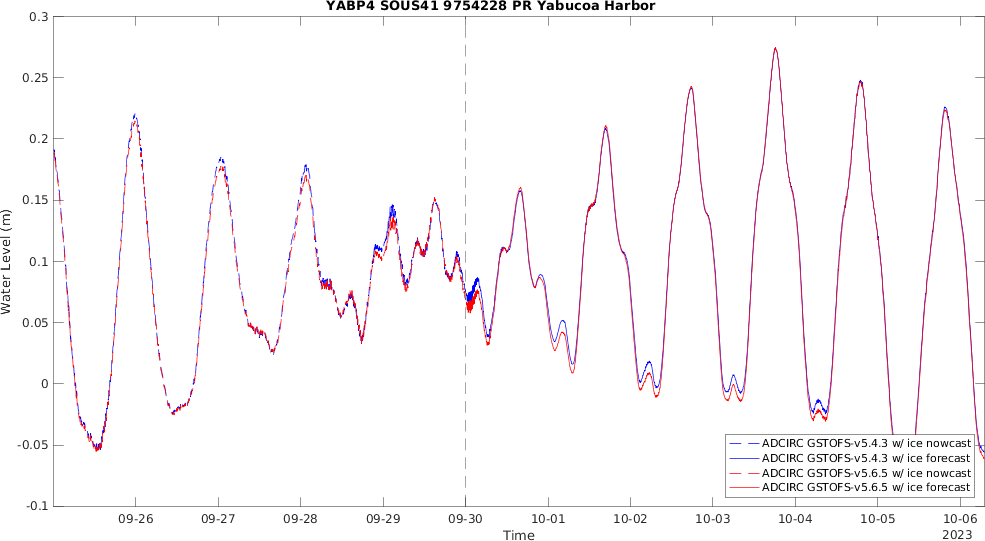 YABP4 SOUS41 9754228 PR Yabucoa Harbor
Water Level (m)
0.3
0.25
0.2
0.15
0.1
0.05
0
-0.05
-0.1
ADCIRC GSTOFS-v5.4.3 w/ ice nowcast
ADCIRC GSTOFS-v5.4.3 w/ ice forecast
ADCIRC GSTOFS-v5.6.5 w/ ice nowcast
ADCIRC GSTOFS-v5.6.5 w/ ice forecast
09-26 09-27 09-28 09-29 09-30 10-01 10-02 10-03 10-04 10-05 10-06
Time
2023